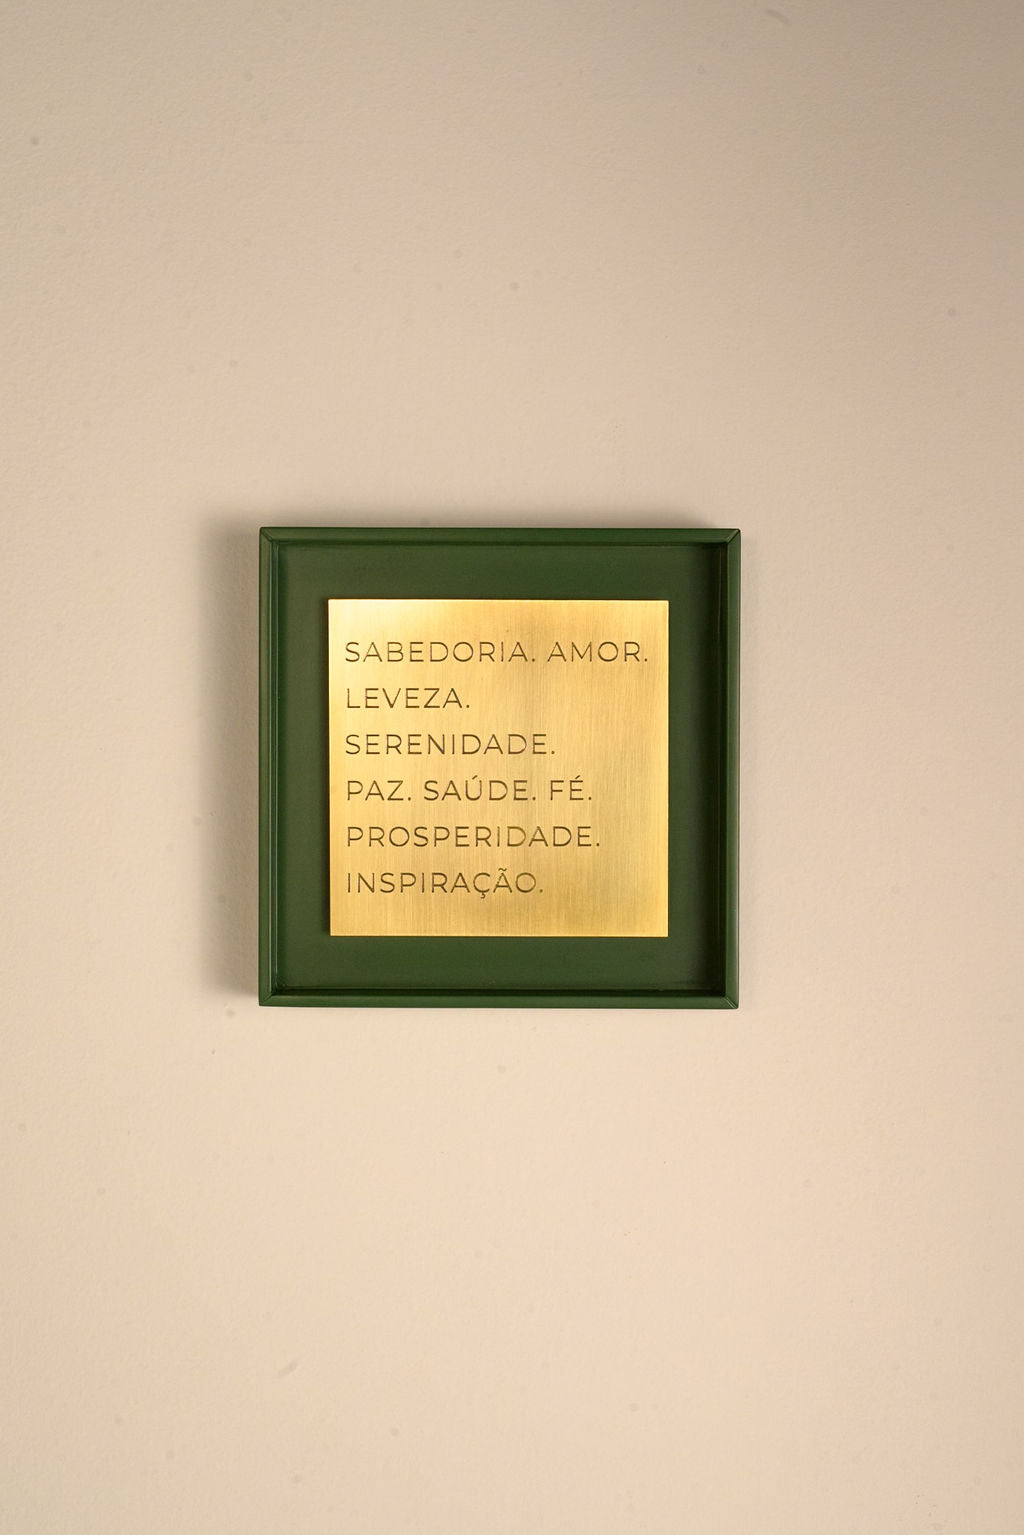 SABEDORIA. AMOR.
LEVEZA.
SERENIDADE.
PAZ. SAÚDE. FÉ.
PROSPERIDADE.
INSPIRAÇÃO.